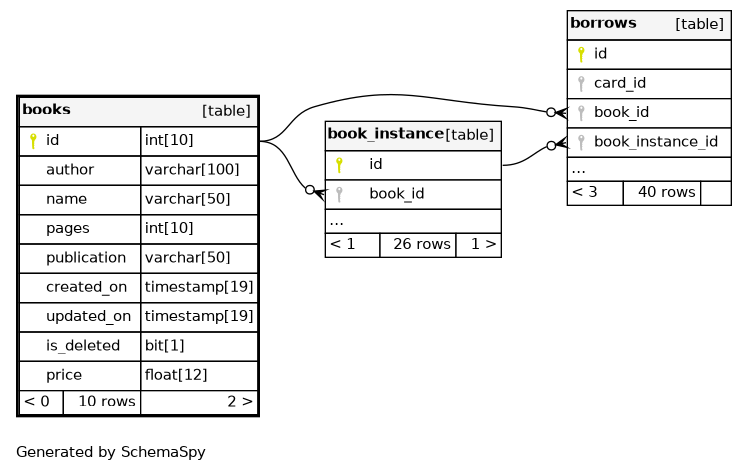 books [table]
id int[10]
author varchar[100]
name varchar[50]
pages int[10]
publication varchar[50]
created_on timestamp[19]
updated_on timestamp[19]
is_deleted bit[1]
price float[12]
< 0 10 rows 2 >
book_instance [table]
id
book_id
...
< 1 26 rows 1 >
borrows [table]
id
card_id
book_id
book_instance_id
...
< 3 40 rows
Generated by SchemaSpy